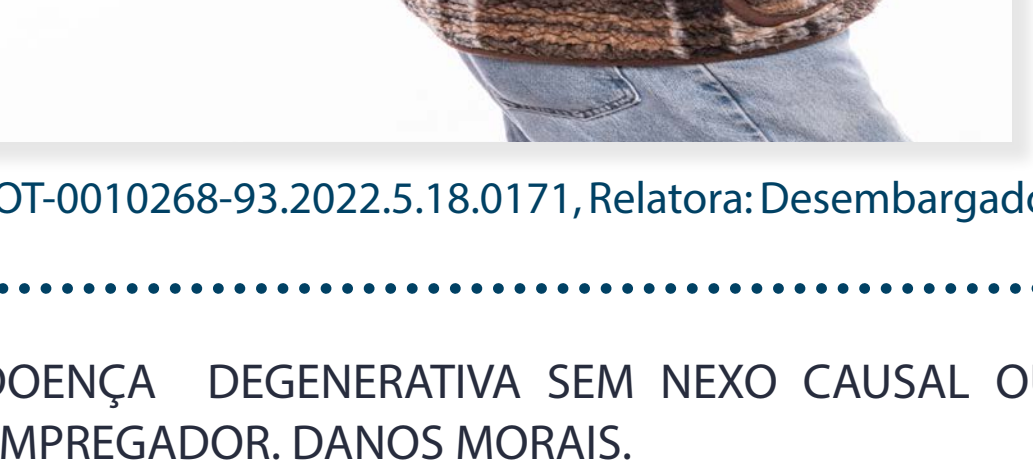 OT-0010268-93.2022.5.18.0171, Relatora: Desembargado
DOENÇA DEGENERATIVA SEM NEXO CAUSAL OU
MPREGADOR. DANOS MORAIS.